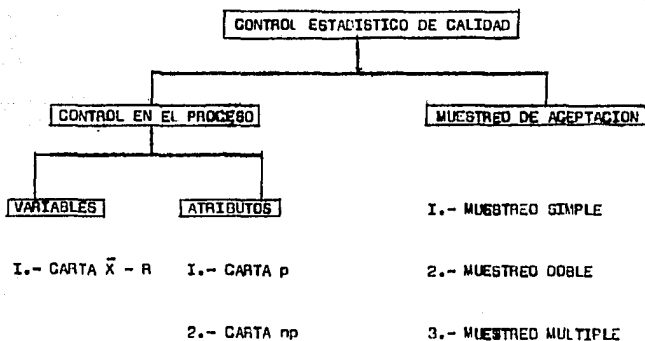 CONTROL ESTADISTICO DE CALIDAD
CONTROL EN EL PROCESO
MUESTREO DE ACEPTACION
VARIABLES
ATRIBUTOS
I.- MUESTREO SIMPLE
I.- CARTA X̄ - R
I.- CARTA p
2.- MUESTREO DOBLE
2.- CARTA np
3.- MUESTREO MULTIPLE